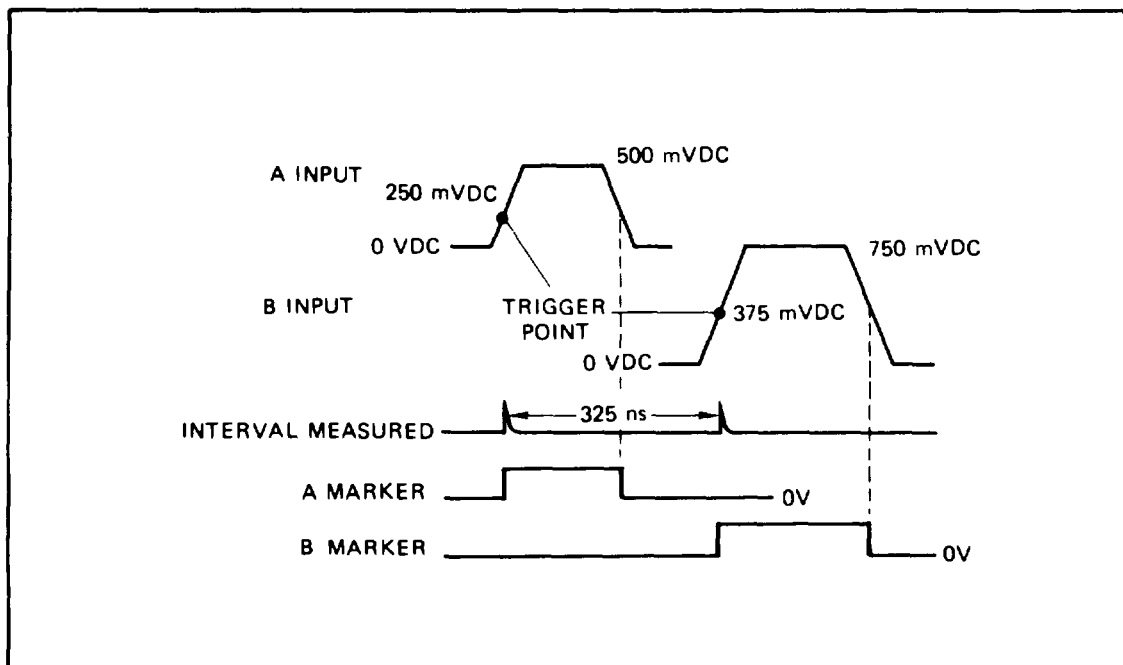 A INPUT
500 mVDC
250 mVDC
0 VDC
750 mVDC
B INPUT
TRIGGER
POINT
375 mVDC
0 VDC
325 ns
INTERVAL MEASURED
A MARKER
0V
B MARKER
0V